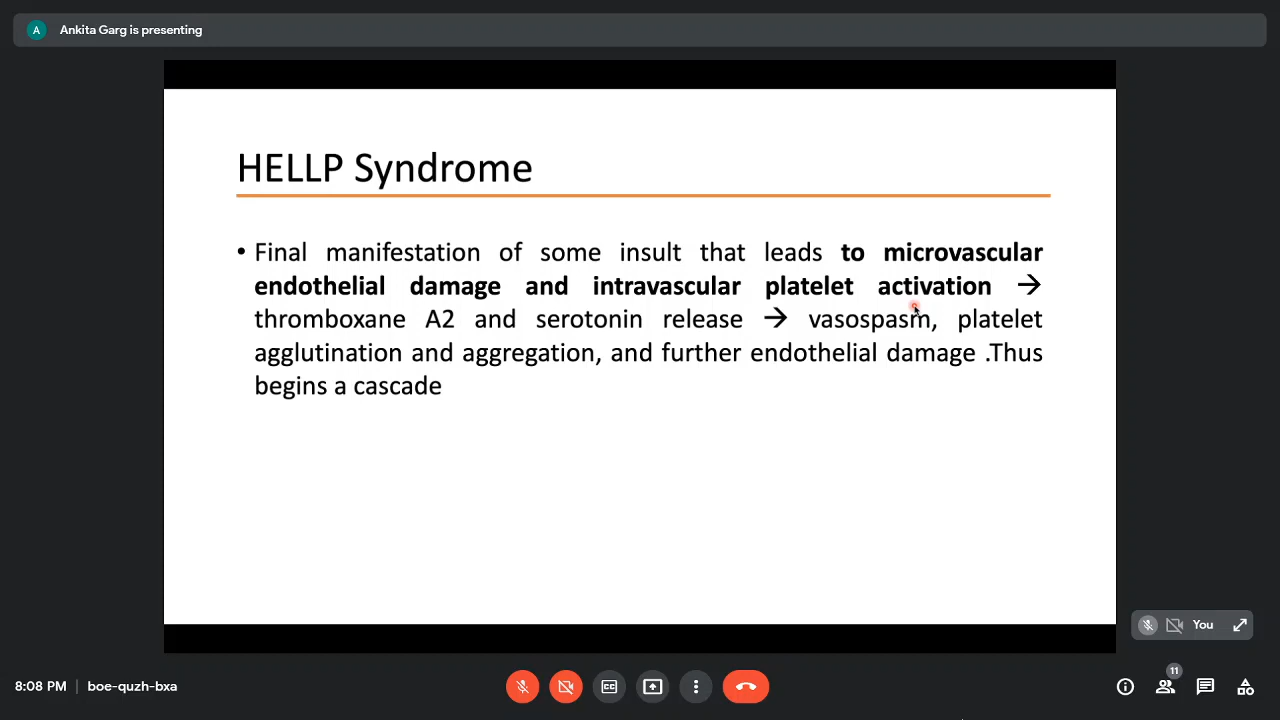 A Ankita Garg is presenting
HELLP Syndrome
• Final manifestation of some insult that leads to microvascular
endothelial damage and intravascular platelet activation →
thromboxane A2 and serotonin release → vasospasm, platelet
agglutination and aggregation, and further endothelial damage .Thus
begins a cascade
You
11
8:08 PM | boe-quzh-bxa
CC